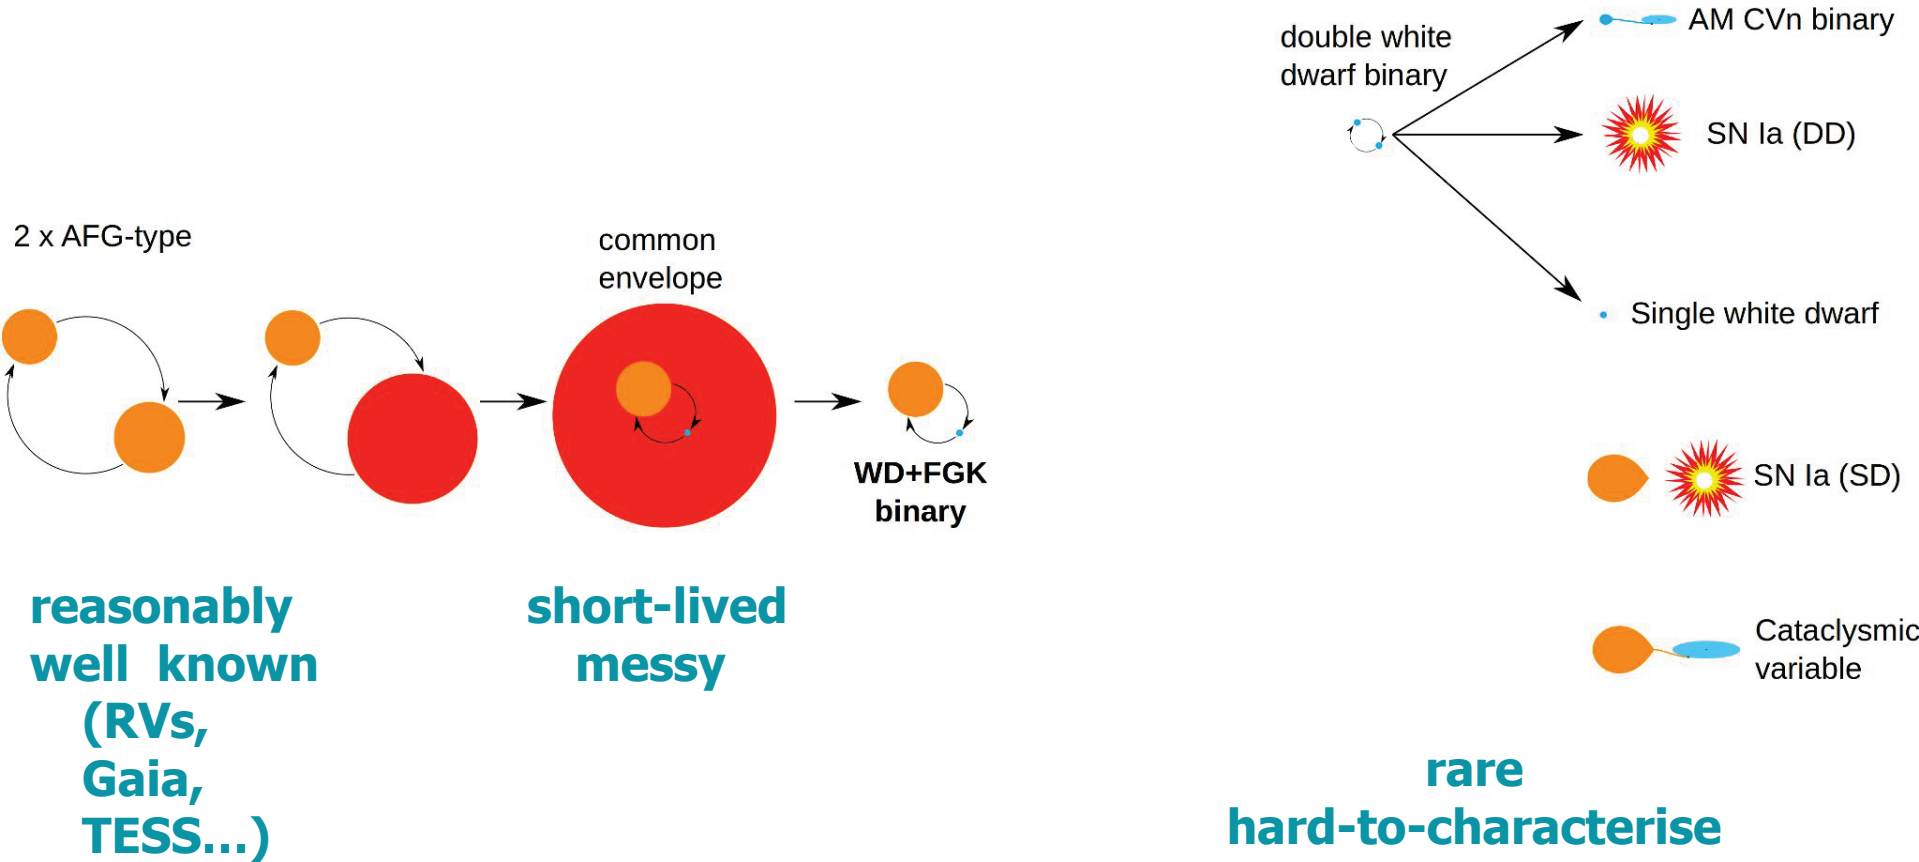 2 x AFG-type
common
envelope
WD+FGK
binary
double white
dwarf binary
AM CVn binary
SN Ia (DD)
Single white dwarf
SN Ia (SD)
Cataclysmic
variable
reasonably
well known
(RVs,
Gaia,
TESS...)
short-lived
messy
rare
hard-to-characterise